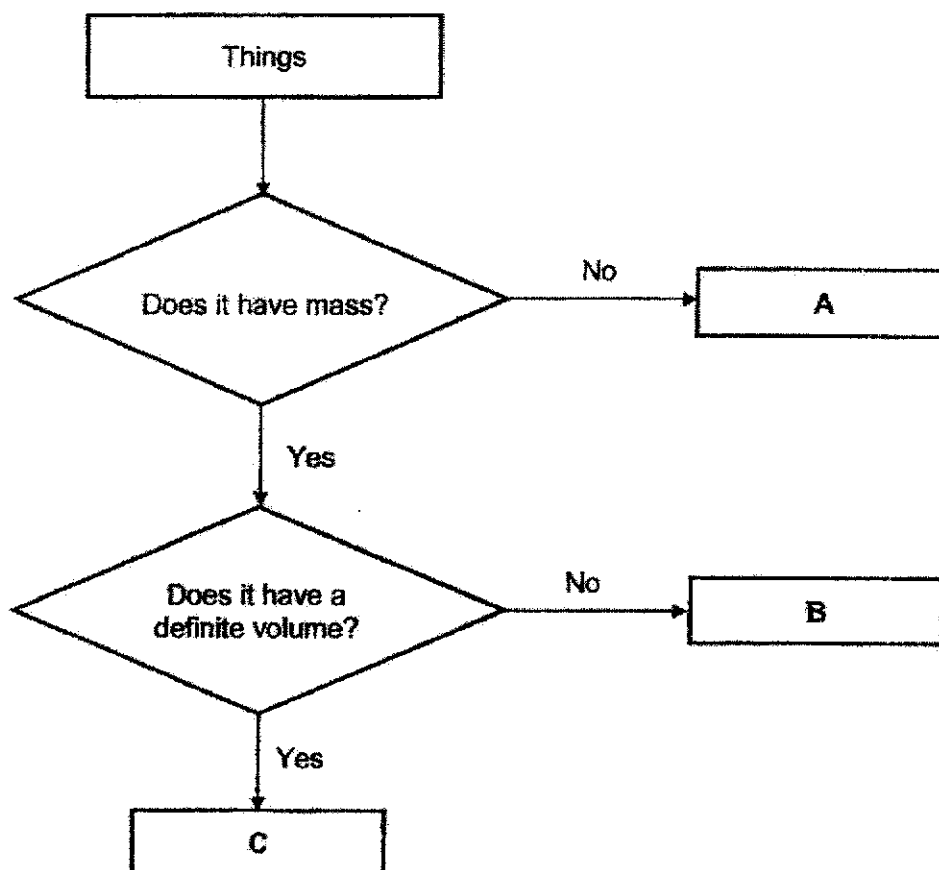 Things
Does it have mass?
No
A
Yes
Does it have a
definite volume?
No
B
Yes
C